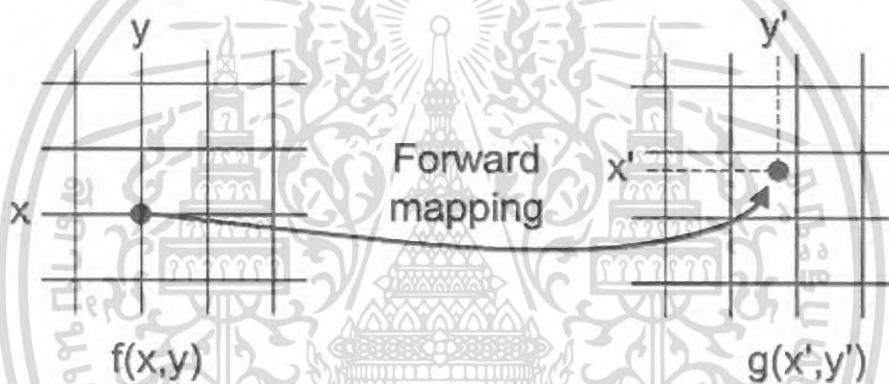 y
y'
x
x'
Forward
mapping
f(x,y)
g(x',y')